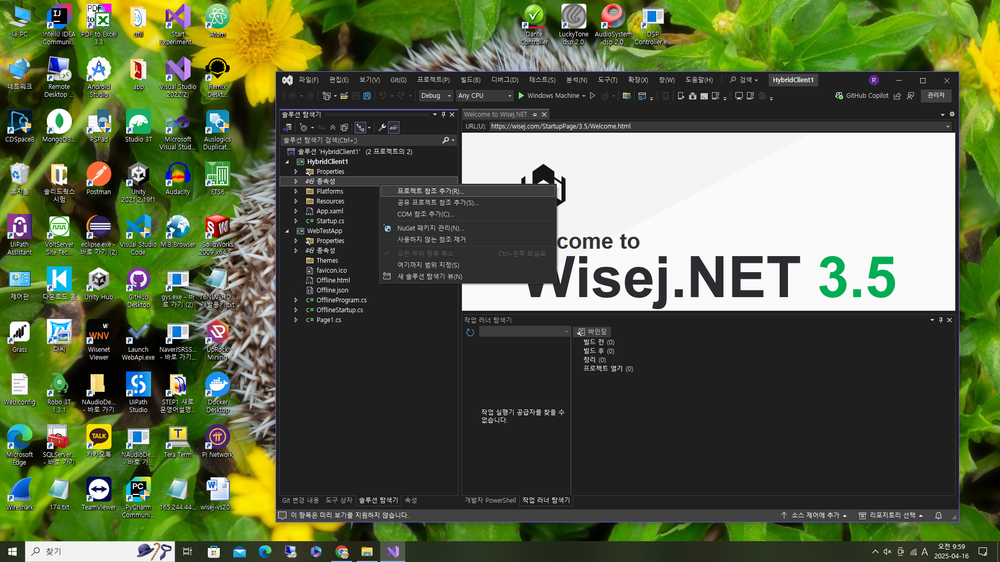 내 PC
IntelliJ IDEA
Communi...
PDF to Excel
3.3
util
Start
Experiment...
Atom
Dante
Controller
LuckyTone
dsp 2.0
AudioSystem
dsp 2.0
DSP
Controller.e...
네트워크
Remote
Desktop ...
Android
Studio
app
Visual Studio
2022(2)
Remix
Deskt...
CDSpace8
MongoDB...
PSPad
Studio 3T
Microsoft
Visual Stud...
Auslogics
Duplicat...
휴지통
솔리드웍스
시험
Postman
Unity
2021.2.19f1
Audacity
ETS6
UiPath
Assistant
VoltServer
Site Tec...
eclipse.exe -
바로 가기 (2)
Visual Studio
Code
MIB Browser
SolidWorks
2009 x64 E...
제어판
다운로드 홈
Unity Hub
GitHub
Desktop
gys.exe - 바
로 가기 (2)
76NLV-HD...
개발용키.txt
Grass
다씨
Wisenet
Viewer
Launch
WebApi.exe
NaverJSRSS...
- 바로 가기...
UpRock
Mining
Web.config
Robo 3T
1.3.1
NAudioDe...
- 바로 가기
UiPath
Studio
STEP1 새로
운영어설명...
Docker
Desktop
Microsoft
Edge
SQLServer...
- 바로 가기
카카오톡
NAudioDe...
- 바로 가...
Tera Term
Pi Network
Wireshark
174.txt
TeamViewer
PyCharm
Communi...
165.244.44...
wisej-vs20...
파일(F) 편집(E) 보기(V) Git(G) 프로젝트(P) 빌드(B) 디버그(D) 테스트(S) 분석(N) 도구(T) 확장(X) 창(W) 도움말(H) 검색 HybridClient1 R
Debug Any CPU Windows Machine GitHub Copilot 관리자
솔루션 탐색기
솔루션 탐색기 검색(Ctrl+;)
솔루션 'HybridClient1' (2 프로젝트의 2)
HybridClient1
Properties
종속성
Platforms
Resources
App.xaml
Startup.cs
WebTestApp
Properties
종속성
Themes
favicon.ico
Offline.html
Offline.json
OfflineProgram.cs
OfflineStartup.cs
Page1.cs
프로젝트 참조 추가(R)...
공유 프로젝트 참조 추가(S)...
COM 참조 추가(C)...
NuGet 패키지 관리(N)...
사용하지 않는 참조 제거
모든 하위 항목 축소 Ctrl+왼쪽 화살표
여기까지 범위 지정(S)
새 솔루션 탐색기 뷰(N)
Welcome to Wisej.NET
URL(U): https://wisej.com/StartupPage/3.5/Welcome.html
come to
Wisej.NET 3.5
작업 러너 탐색기
바인딩
빌드 전 (0)
빌드 후 (0)
정리 (0)
프로젝트 열기 (0)
작업 실행기 공급자를 찾을 수
없습니다.
Git 변경 내용 도구 상자 솔루션 탐색기 속성
개발자 PowerShell 작업 러너 탐색기
이 항목은 미리 보기를 지원하지 않습니다.
소스 제어에 추가 리포지토리 선택
찾기
A
오전 9:59
2025-04-16